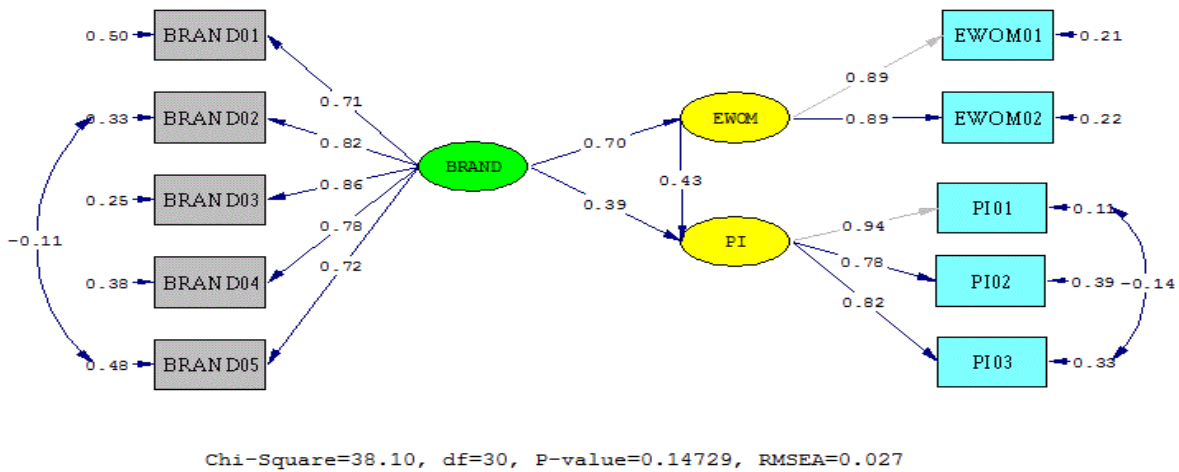 0.50 BRAND01
0.71
0.33 BRAND02
0.82
0.25 BRAND03
0.86
-0.11
0.38 BRAND04
0.78
0.48 BRAND05
0.72
BRAND
0.70
0.39
EWOM
0.43
PI
0.89
EWOM01 0.21
0.89
EWOM02 0.22
0.94
PI01 0.11
0.78
PI02 0.39
-0.14
0.82
PI03 0.33
Chi-Square=38.10, df=30, P-value=0.14729, RMSEA=0.027